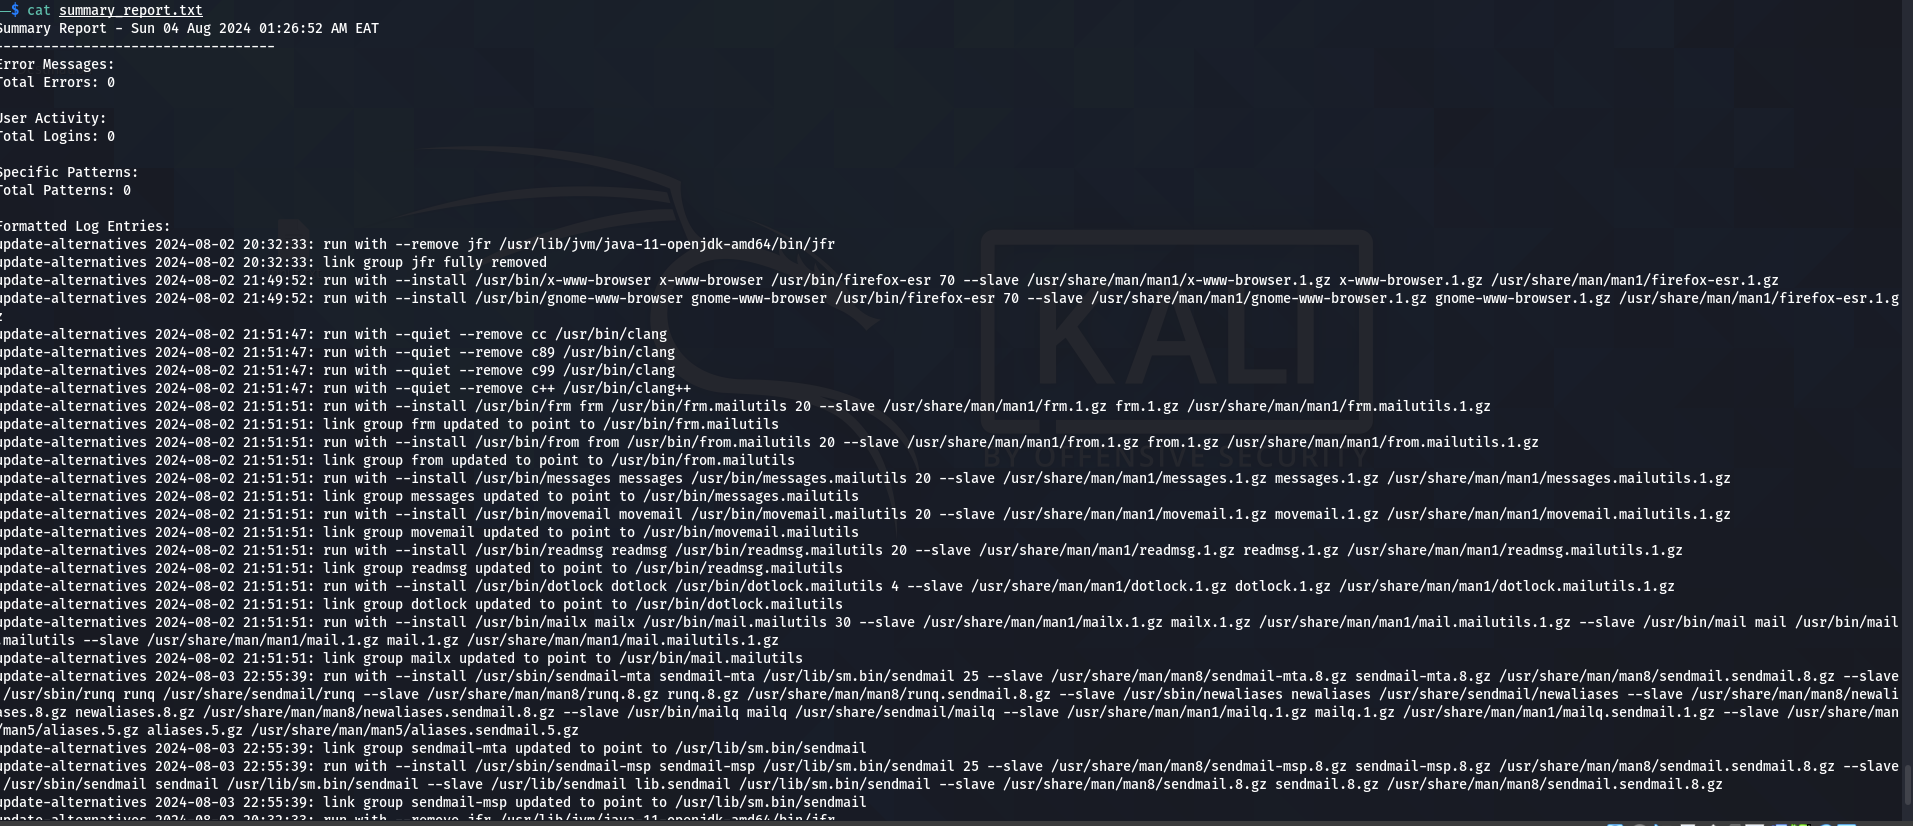 ─$ cat summary_report.txt
Summary Report - Sun 04 Aug 2024 01:26:52 AM EAT
-----------------------------------
Error Messages:
Total Errors: 0
User Activity:
Total Logins: 0
Specific Patterns:
Total Patterns: 0
Formatted Log Entries:
update-alternatives 2024-08-02 20:32:33: run with --remove jfr /usr/lib/jvm/java-11-openjdk-amd64/bin/jfr
update-alternatives 2024-08-02 20:32:33: link group jfr fully removed
update-alternatives 2024-08-02 21:49:52: run with --install /usr/bin/x-www-browser x-www-browser /usr/bin/firefox-esr 70 --slave /usr/share/man/man1/x-www-browser.1.gz x-www-browser.1.gz /usr/share/man/man1/firefox-esr.1.gz
update-alternatives 2024-08-02 21:49:52: run with --install /usr/bin/gnome-www-browser gnome-www-browser /usr/bin/firefox-esr 70 --slave /usr/share/man/man1/gnome-www-browser.1.gz gnome-www-browser.1.gz /usr/share/man/man1/firefox-esr.1.g
z
update-alternatives 2024-08-02 21:51:47: run with --quiet --remove cc /usr/bin/clang
update-alternatives 2024-08-02 21:51:47: run with --quiet --remove c89 /usr/bin/clang
update-alternatives 2024-08-02 21:51:47: run with --quiet --remove c99 /usr/bin/clang
update-alternatives 2024-08-02 21:51:47: run with --quiet --remove c++ /usr/bin/clang++
update-alternatives 2024-08-02 21:51:51: run with --install /usr/bin/frm frm /usr/bin/frm.mailutils 20 --slave /usr/share/man/man1/frm.1.gz frm.1.gz /usr/share/man/man1/frm.mailutils.1.gz
update-alternatives 2024-08-02 21:51:51: link group frm updated to point to /usr/bin/frm.mailutils
update-alternatives 2024-08-02 21:51:51: run with --install /usr/bin/from from /usr/bin/from.mailutils 20 --slave /usr/share/man/man1/from.1.gz from.1.gz /usr/share/man/man1/from.mailutils.1.gz
update-alternatives 2024-08-02 21:51:51: link group from updated to point to /usr/bin/from.mailutils
update-alternatives 2024-08-02 21:51:51: run with --install /usr/bin/messages messages /usr/bin/messages.mailutils 20 --slave /usr/share/man/man1/messages.1.gz messages.1.gz /usr/share/man/man1/messages.mailutils.1.gz
update-alternatives 2024-08-02 21:51:51: link group messages updated to point to /usr/bin/messages.mailutils
update-alternatives 2024-08-02 21:51:51: run with --install /usr/bin/movemail movemail /usr/bin/movemail.mailutils 20 --slave /usr/share/man/man1/movemail.1.gz movemail.1.gz /usr/share/man/man1/movemail.mailutils.1.gz
update-alternatives 2024-08-02 21:51:51: link group movemail updated to point to /usr/bin/movemail.mailutils
update-alternatives 2024-08-02 21:51:51: run with --install /usr/bin/readmsg readmsg /usr/bin/readmsg.mailutils 20 --slave /usr/share/man/man1/readmsg.1.gz readmsg.1.gz /usr/share/man/man1/readmsg.mailutils.1.gz
update-alternatives 2024-08-02 21:51:51: link group readmsg updated to point to /usr/bin/readmsg.mailutils
update-alternatives 2024-08-02 21:51:51: run with --install /usr/bin/dotlock dotlock /usr/bin/dotlock.mailutils 4 --slave /usr/share/man/man1/dotlock.1.gz dotlock.1.gz /usr/share/man/man1/dotlock.mailutils.1.gz
update-alternatives 2024-08-02 21:51:51: link group dotlock updated to point to /usr/bin/dotlock.mailutils
update-alternatives 2024-08-02 21:51:51: run with --install /usr/bin/mailx mailx /usr/bin/mail.mailutils 30 --slave /usr/share/man/man1/mailx.1.gz mailx.1.gz /usr/share/man/man1/mail.mailutils.1.gz --slave /usr/bin/mail mail /usr/bin/mail
.mailutils --slave /usr/share/man/man1/mail.1.gz mail.1.gz /usr/share/man/man1/mail.mailutils.1.gz
update-alternatives 2024-08-02 21:51:51: link group mailx updated to point to /usr/bin/mail.mailutils
update-alternatives 2024-08-03 22:55:39: run with --install /usr/sbin/sendmail-mta sendmail-mta /usr/lib/sm.bin/sendmail 25 --slave /usr/share/man/man8/sendmail-mta.8.gz sendmail-mta.8.gz /usr/share/man/man8/sendmail.sendmail.8.gz --slave
/usr/sbin/runq runq /usr/share/sendmail/runq --slave /usr/share/man/man8/runq.8.gz runq.8.gz /usr/share/man/man8/runq.sendmail.8.gz --slave /usr/sbin/newaliases newaliases /usr/share/sendmail/newaliases --slave /usr/share/man/man8/newali
ases.8.gz newaliases.8.gz /usr/share/man/man8/newaliases.sendmail.8.gz --slave /usr/bin/mailq mailq /usr/share/sendmail/mailq --slave /usr/share/man/man1/mailq.1.gz mailq.1.gz /usr/share/man/man1/mailq.sendmail.1.gz --slave /usr/share/man
/man5/aliases.5.gz aliases.5.gz /usr/share/man/man5/aliases.sendmail.5.gz
update-alternatives 2024-08-03 22:55:39: link group sendmail-mta updated to point to /usr/lib/sm.bin/sendmail
update-alternatives 2024-08-03 22:55:39: run with --install /usr/sbin/sendmail-msp sendmail-msp /usr/lib/sm.bin/sendmail 25 --slave /usr/share/man/man8/sendmail-msp.8.gz sendmail-msp.8.gz /usr/share/man/man8/sendmail.sendmail.8.gz --slave
/usr/sbin/sendmail sendmail /usr/lib/sm.bin/sendmail --slave /usr/lib/sendmail lib.sendmail /usr/lib/sm.bin/sendmail --slave /usr/share/man/man8/sendmail.8.gz sendmail.8.gz /usr/share/man/man8/sendmail.sendmail.8.gz
update-alternatives 2024-08-03 22:55:39: link group sendmail-msp updated to point to /usr/lib/sm.bin/sendmail
update-alternatives 2024-08-02 20:32:33: run with --remove jfr /usr/lib/jvm/java-11-openjdk-amd64/bin/jfr
KALI
BY OFFENSIVE SECURITY